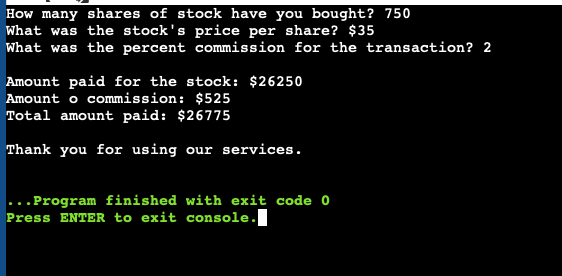 How many shares of stock have you bought? 750
What was the stock's price per share? $35
What was the percent commission for the transaction? 2
Amount paid for the stock: $26250
Amount o commission: $525
Total amount paid: $26775
Thank you for using our services.
...Program finished with exit code 0
Press ENTER to exit console.